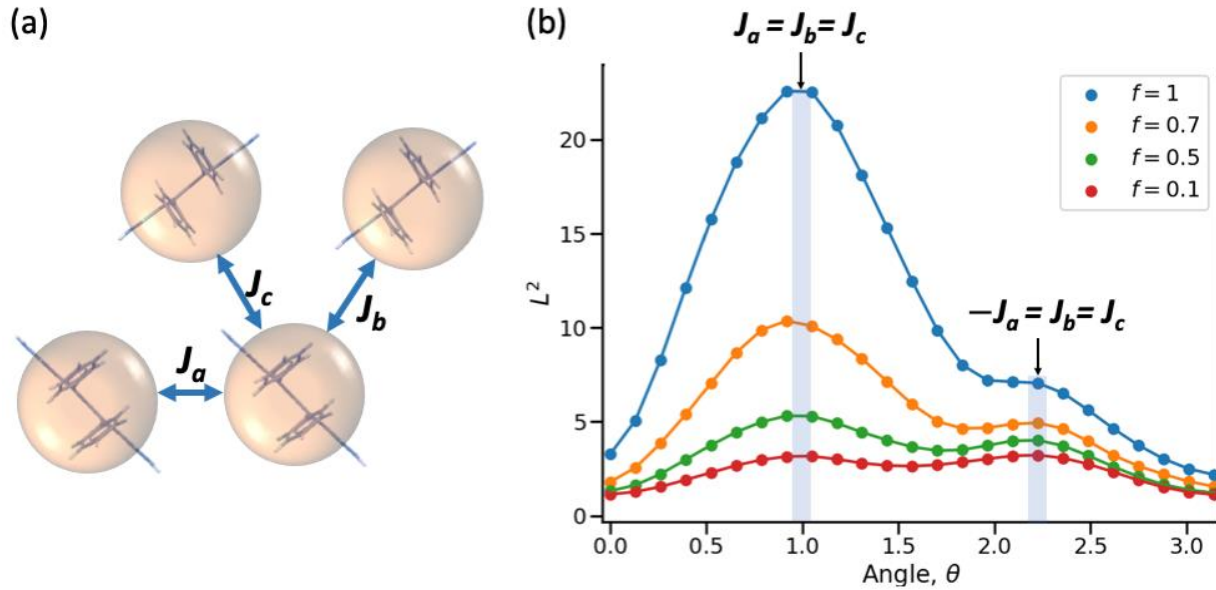 (a)
J_c
J_b
J_a
(b)
J_a = J_b = J_c
−J_a = J_b = J_c
f = 1
f = 0.7
f = 0.5
f = 0.1
L²
20
15
10
5
0
0.0 0.5 1.0 1.5 2.0 2.5 3.0
Angle, θ